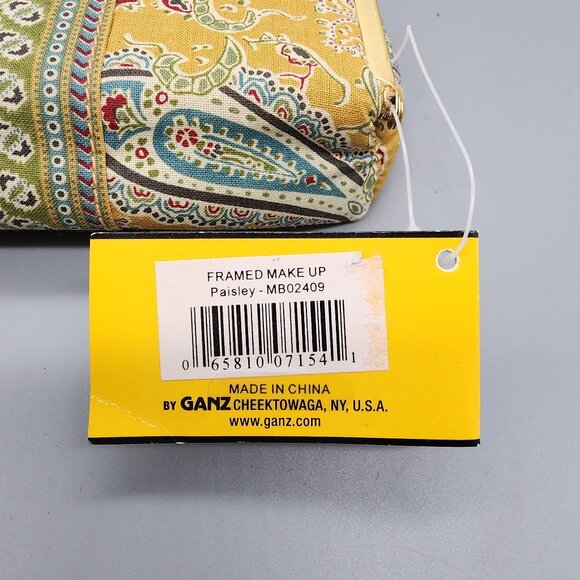 FRAMED MAKE UP
Paisley - MB02409
0 65810 07154 1
MADE IN CHINA
BY GANZ CHEEKTOWAGA, NY, U.S.A.
www.ganz.com